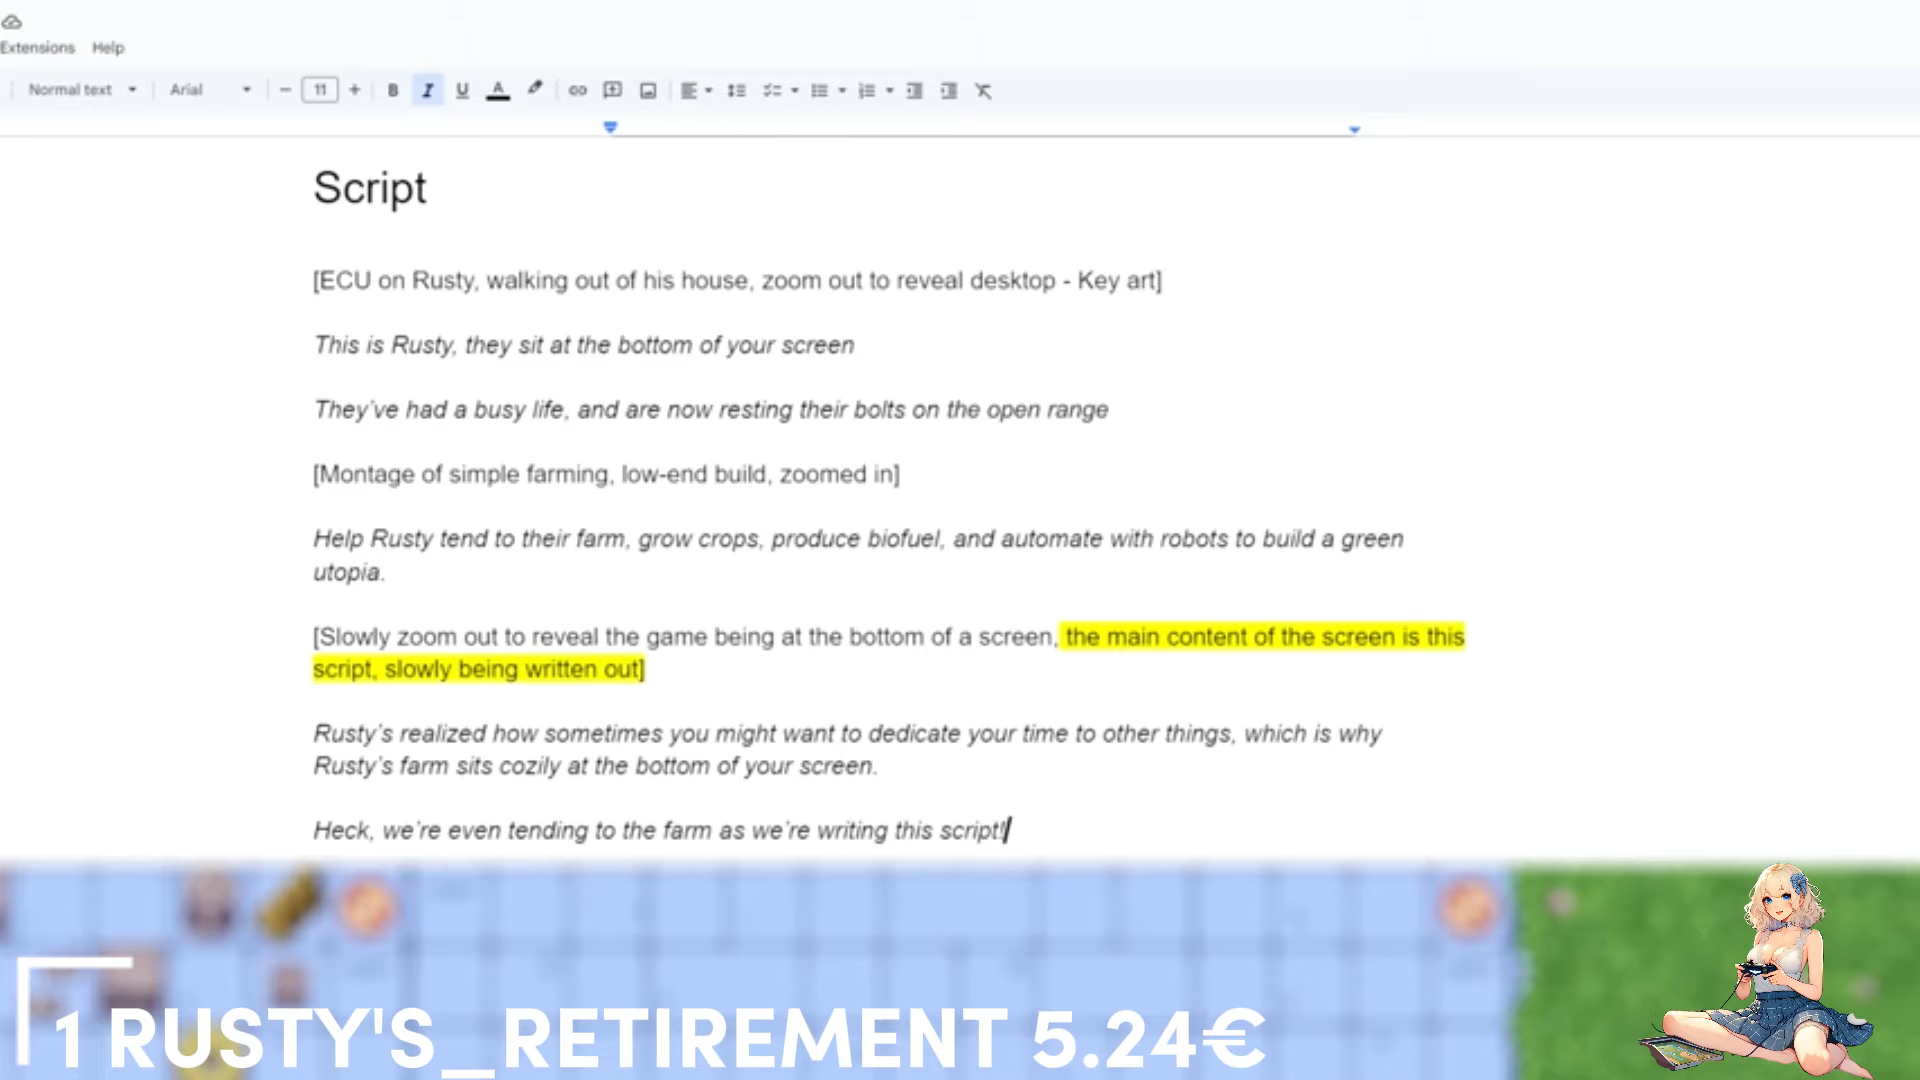 Extensions Help
Normal text Arial − 11 + B I U A
Script
[ECU on Rusty, walking out of his house, zoom out to reveal desktop - Key art]
This is Rusty, they sit at the bottom of your screen
They've had a busy life, and are now resting their bolts on the open range
[Montage of simple farming, low-end build, zoomed in]
Help Rusty tend to their farm, grow crops, produce biofuel, and automate with robots to build a green
utopia.
[Slowly zoom out to reveal the game being at the bottom of a screen, the main content of the screen is this
script, slowly being written out]
Rusty's realized how sometimes you might want to dedicate your time to other things, which is why
Rusty's farm sits cozily at the bottom of your screen.
Heck, we're even tending to the farm as we're writing this script!
1 RUSTY'S_RETIREMENT 5.24€